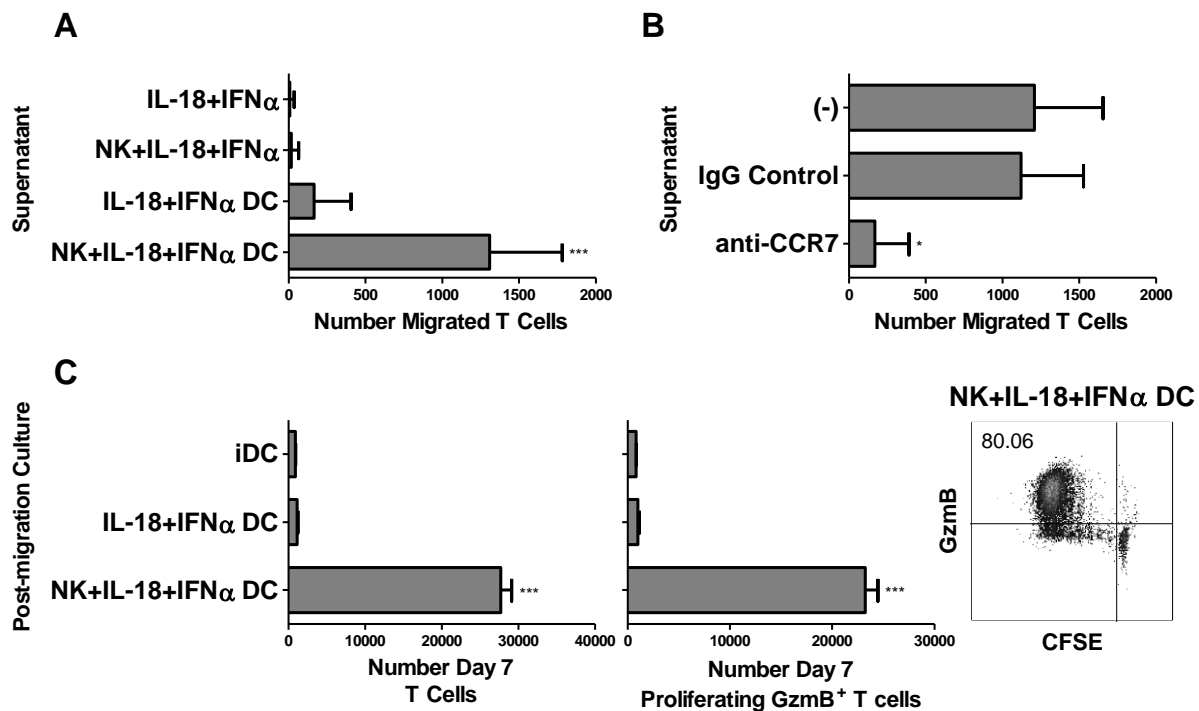 A
Supernatant
IL-18+IFNα
NK+IL-18+IFNα
IL-18+IFNα DC
NK+IL-18+IFNα DC
***
0 500 1000 1500 2000
Number Migrated T Cells
B
Supernatant
(-)
IgG Control
anti-CCR7
*
0 500 1000 1500 2000
Number Migrated T Cells
C
Post-migration Culture
iDC
IL-18+IFNα DC
NK+IL-18+IFNα DC
***
0 10000 20000 30000 40000
Number Day 7
T Cells
***
0 10000 20000 30000
Number Day 7
Proliferating GzmB+ T cells
NK+IL-18+IFNα DC
80.06
GzmB
CFSE